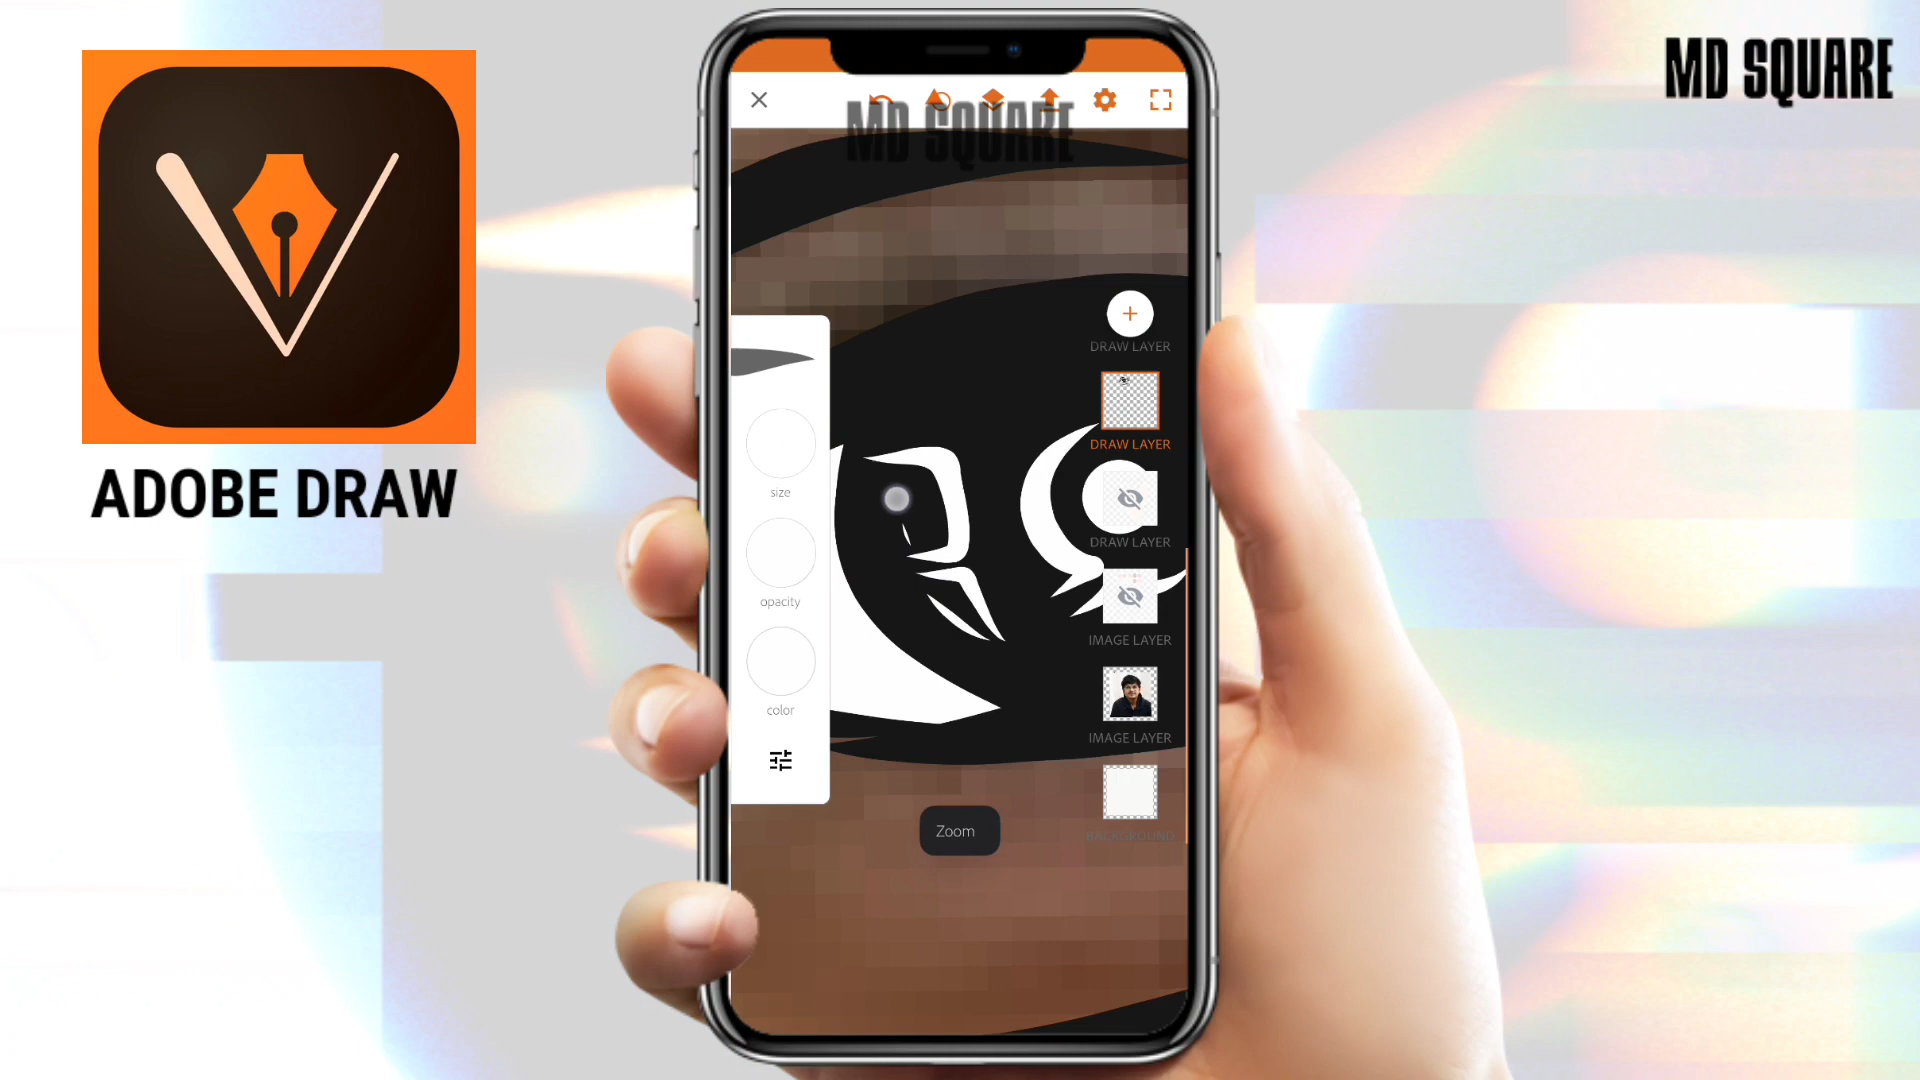 MD SQUARE
MD SQUARE
ADOBE DRAW
DRAW LAYER
DRAW LAYER
size
DRAW LAYER
opacity
IMAGE LAYER
color
IMAGE LAYER
Zoom
BACKGROUND